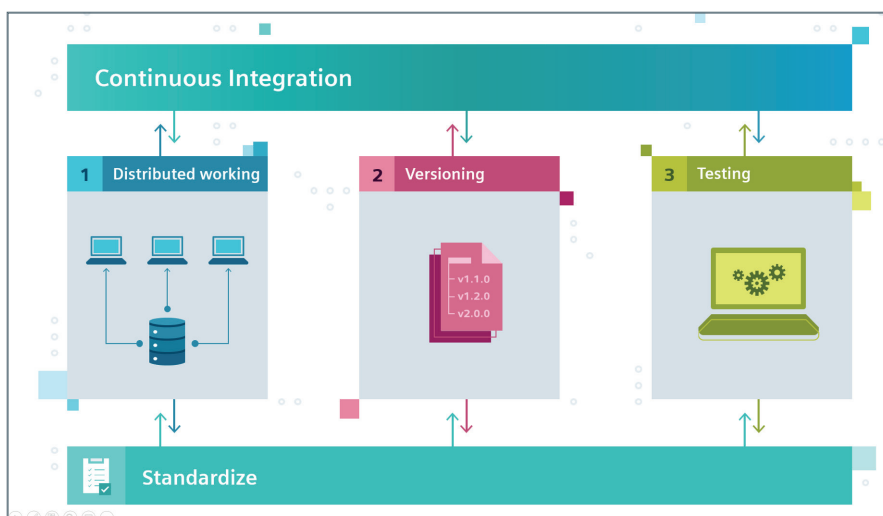 Continuous Integration
1 Distributed working
2 Versioning
3 Testing
v1.1.0
v1.2.0
v2.0.0
Standardize